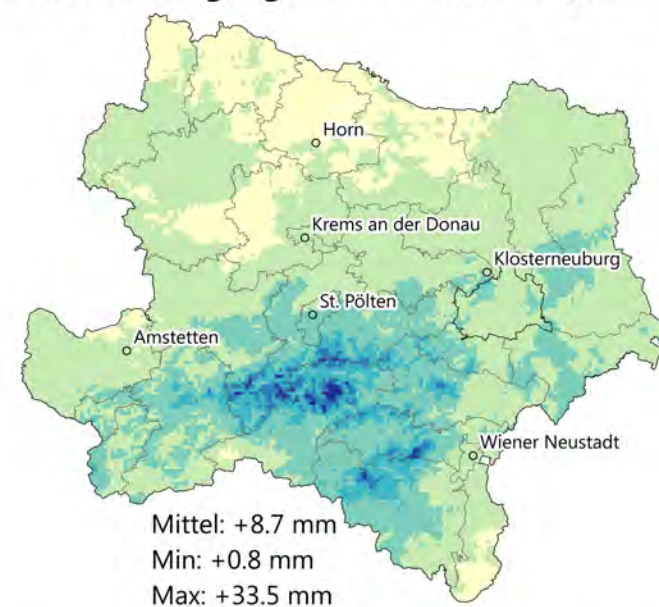 Horn
Krems an der Donau
Klosterneuburg
St. Pölten
Amstetten
Wiener Neustadt
Mittel: +8.7 mm
Min: +0.8 mm
Max: +33.5 mm